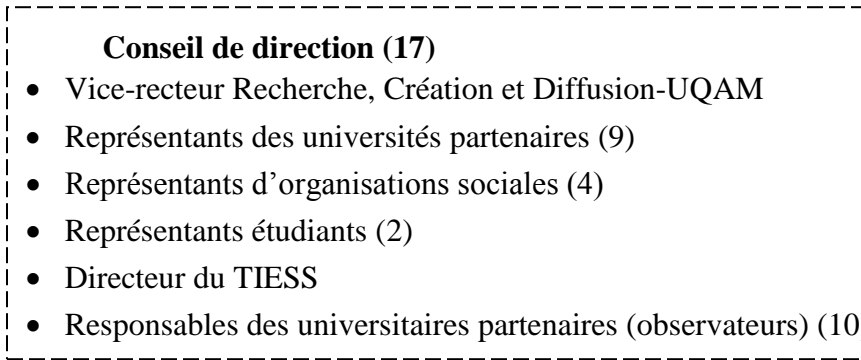 Conseil de direction (17)
• Vice-recteur Recherche, Création et Diffusion-UQAM
• Représentants des universités partenaires (9)
• Représentants d'organisations sociales (4)
• Représentants étudiants (2)
• Directeur du TIESS
• Responsables des universitaires partenaires (observateurs) (10